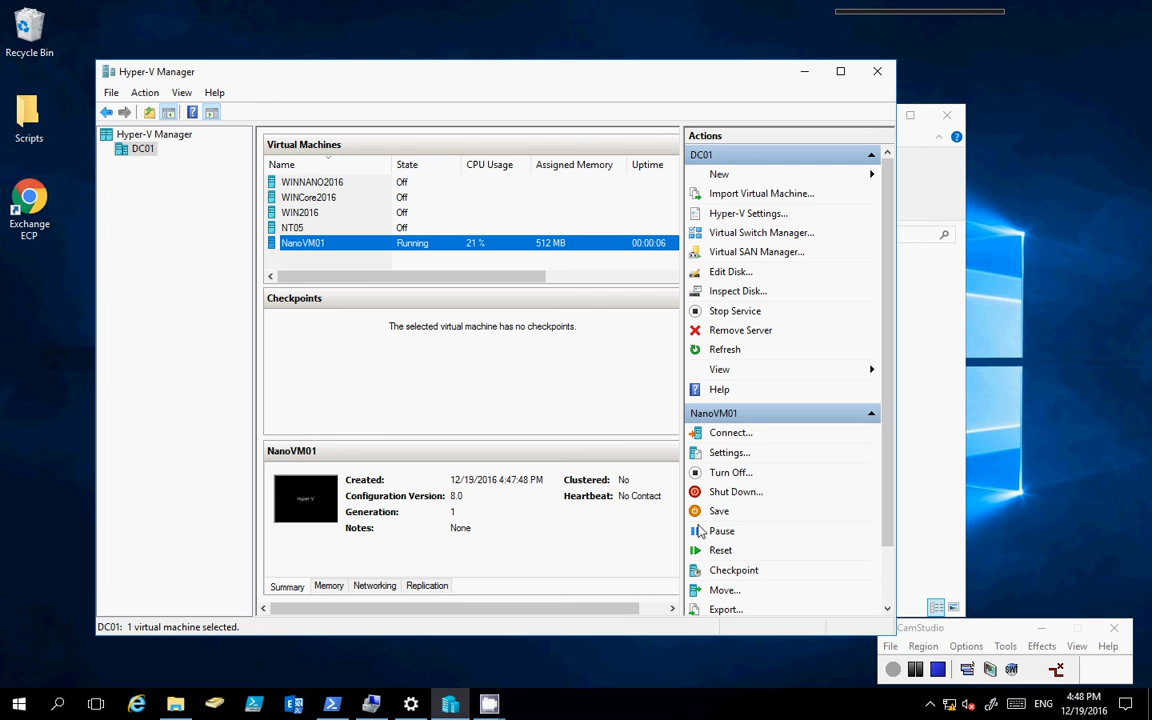 Recycle Bin
Scripts
Exchange
ECP
Hyper-V Manager
File Action View Help
Hyper-V Manager
DC01
Virtual Machines
Name State CPU Usage Assigned Memory Uptime
WINNANO2016 Off
WINCore2016 Off
WIN2016 Off
NT05 Off
NanoVM01 Running 21 % 512 MB 00:00:06
Checkpoints
The selected virtual machine has no checkpoints.
NanoVM01
Hyper-V
Created: 12/19/2016 4:47:48 PM Clustered: No
Configuration Version: 8.0 Heartbeat: No Contact
Generation: 1
Notes: None
Summary Memory Networking Replication
DC01: 1 virtual machine selected.
Actions
DC01
New
Import Virtual Machine...
Hyper-V Settings...
Virtual Switch Manager...
Virtual SAN Manager...
Edit Disk...
Inspect Disk...
Stop Service
Remove Server
Refresh
View
Help
NanoVM01
Connect...
Settings...
Turn Off...
Shut Down...
Save
Pause
Reset
Checkpoint
Move...
Export...
CamStudio
File Region Options Tools Effects View Help
ENG
4:48 PM
12/19/2016